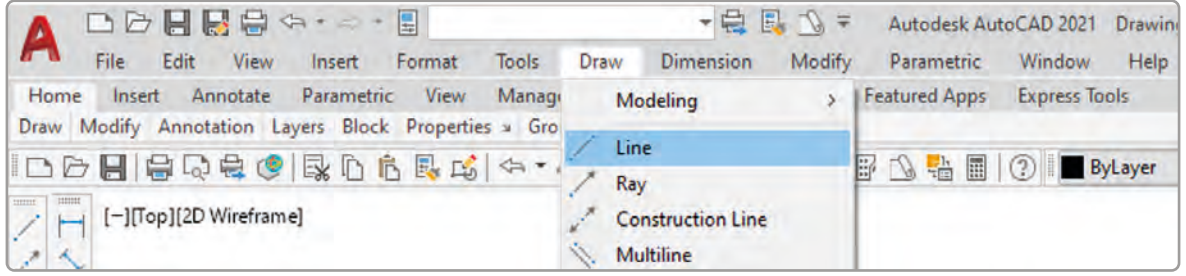 Autodesk AutoCAD 2021 Drawin
File Edit View Insert Format Tools Draw Dimension Modify Parametric Window Help
Home Insert Annotate Parametric View Manag Featured Apps Express Tools
Draw Modify Annotation Layers Block Properties Gro
Modeling
Line
ByLayer
Ray
[−][Top][2D Wireframe]
Construction Line
Multiline